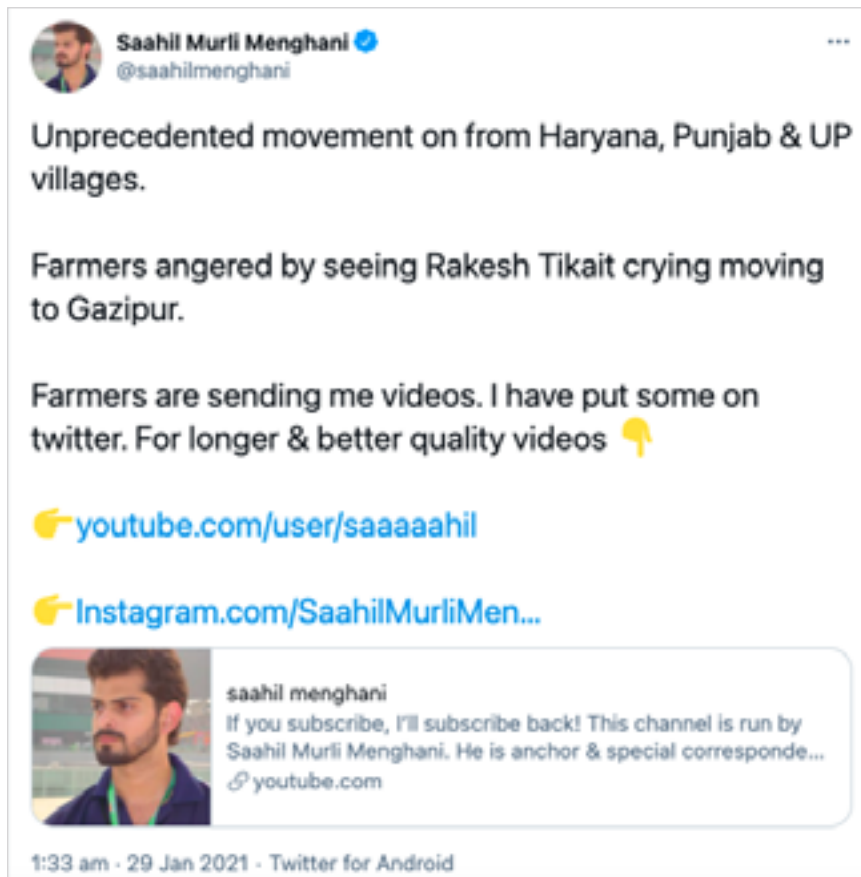 Saahil Murli Menghani
@saahilmenghani
Unprecedented movement on from Haryana, Punjab & UP
villages.
Farmers angered by seeing Rakesh Tikait crying moving
to Gazipur.
Farmers are sending me videos. I have put some on
twitter. For longer & better quality videos 👇
👉youtube.com/user/saaaaahil
👉Instagram.com/SaahilMurliMen...
saahil menghani
If you subscribe, I'll subscribe back! This channel is run by
Saahil Murli Menghani. He is anchor & special corresponde...
youtube.com
1:33 am · 29 Jan 2021 · Twitter for Android